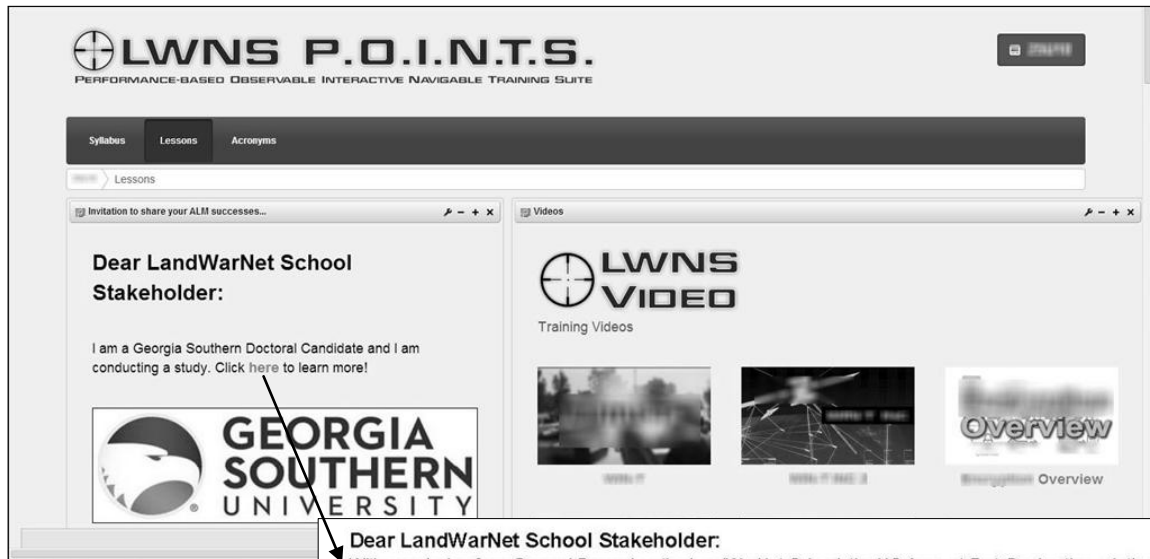 LWNS P.O.I.N.T.S.
PERFORMANCE-BASED OBSERVABLE INTERACTIVE NAVIGABLE TRAINING SUITE
Syllabus Lessons Acronyms
Lessons
Invitation to share your ALM successes...
Dear LandWarNet School
Stakeholder:
I am a Georgia Southern Doctoral Candidate and I am
conducting a study. Click here to learn more!
GEORGIA
SOUTHERN
UNIVERSITY
Videos
LWNS
VIDEO
Training Videos
Overview
Overview
Dear LandWarNet School Stakeholder: